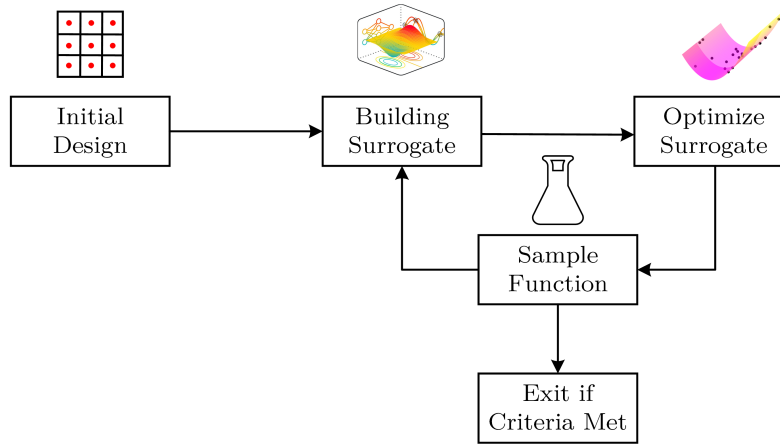 Initial
Design
Building
Surrogate
Optimize
Surrogate
Sample
Function
Exit if
Criteria Met